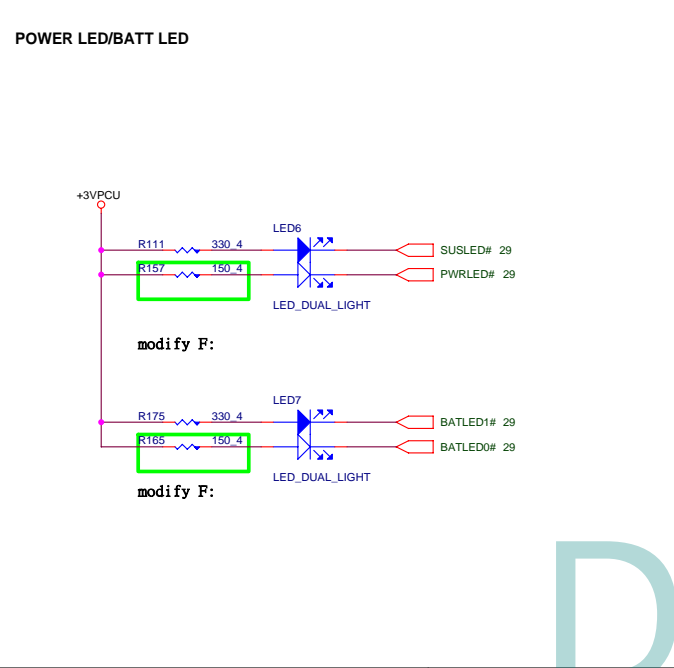 POWER LED/BATT LED
+3VPCU
LED6
R111 330_4 SUSLED# 29
R157 150_4 PWRLED# 29
LED_DUAL_LIGHT
modify F:
LED7
R175 330_4 BATLED1# 29
R165 150_4 BATLED0# 29
LED_DUAL_LIGHT
modify F:
D